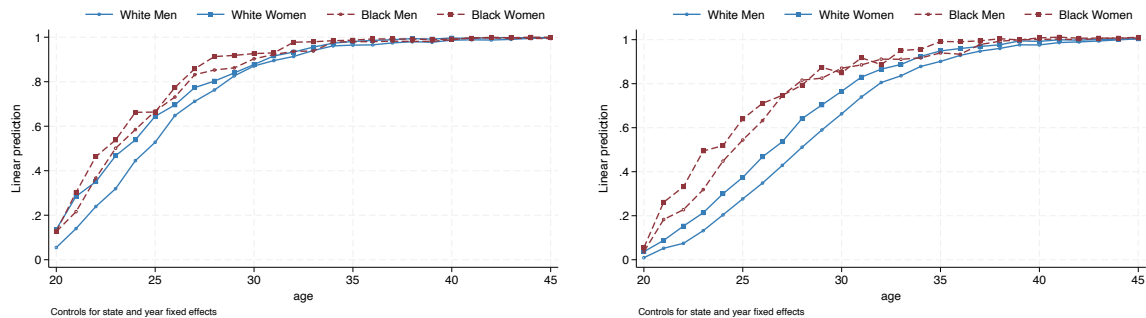 White Men White Women Black Men Black Women
1
.8
.6
.4
.2
0
Linear prediction
20 25 30 35 40 45
age
Controls for state and year fixed effects
White Men White Women Black Men Black Women
1
.8
.6
.4
.2
0
Linear prediction
20 25 30 35 40 45
age
Controls for state and year fixed effects